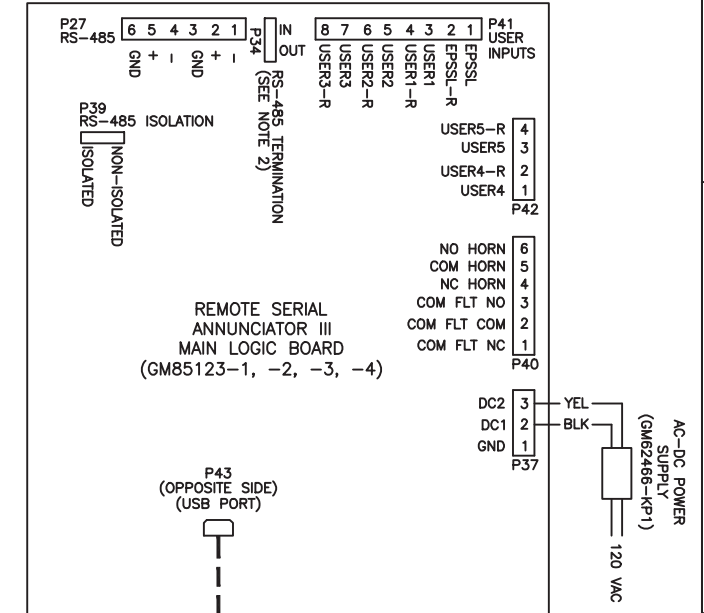 P27
RS-485
6 5 4 3 2 1
GND + - GND + -
P34
IN
OUT
RS-485 TERMINATION
(SEE NOTE 2)
8 7 6 5 4 3 2 1
P41
USER
INPUTS
USER3-R
USER3
USER2-R
USER2
USER1-R
USER1
EPSSL-R
EPSSL
P39
RS-485 ISOLATION
ISOLATED
NON-ISOLATED
USER5-R 4
USER5 3
USER4-R 2
USER4 1
P42
NO HORN 6
COM HORN 5
NC HORN 4
COM FLT NO 3
COM FLT COM 2
COM FLT NC 1
P40
REMOTE SERIAL
ANNUNCIATOR III
MAIN LOGIC BOARD
(GM85123-1, -2, -3, -4)
DC2 3 YEL
DC1 2 BLK
GND 1
P37
AC-DC POWER
SUPPLY
(GM62466-KP1)
120 VAC
P43
(OPPOSITE SIDE)
(USB PORT)